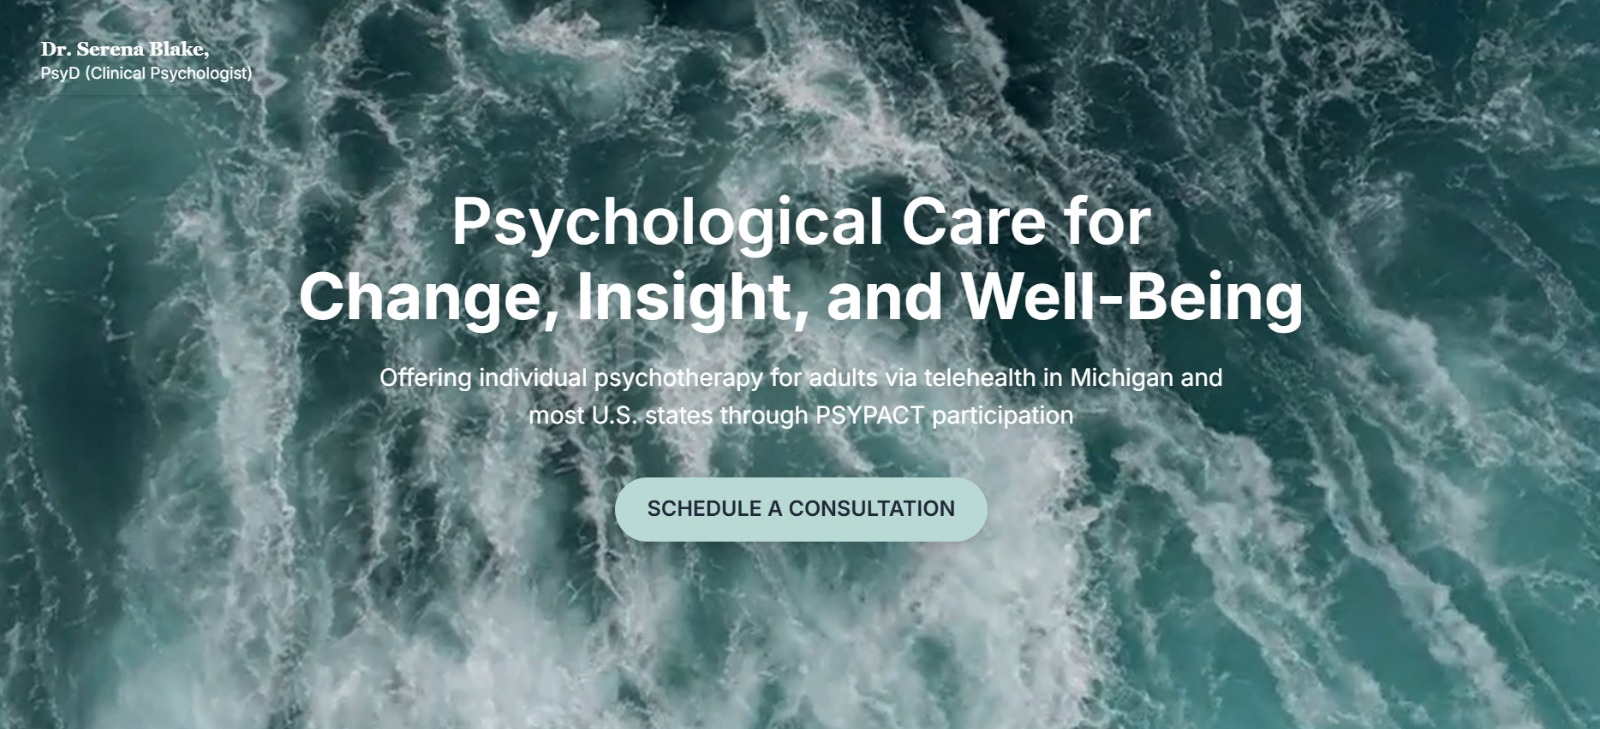 Dr. Serena Blake,
PsyD (Clinical Psychologist)
Psychological Care for
Change, Insight, and Well-Being
Offering individual psychotherapy for adults via telehealth in Michigan and
most U.S. states through PSYPACT participation
SCHEDULE A CONSULTATION